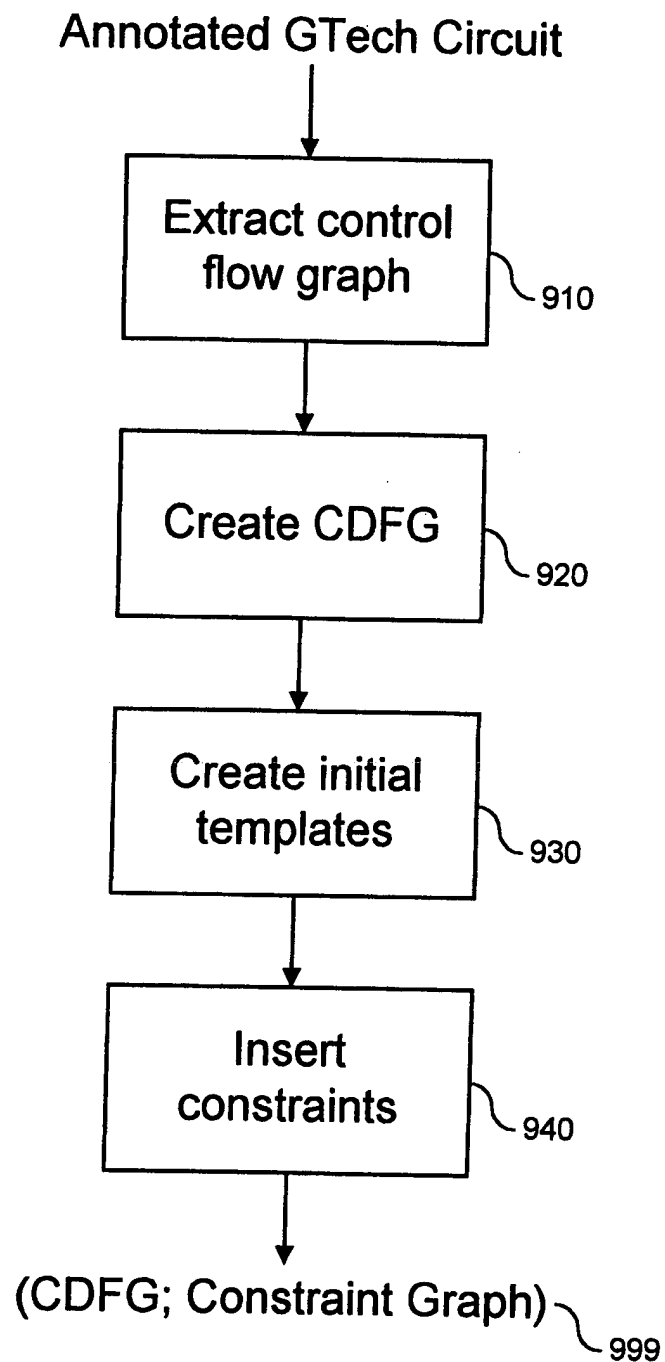 Annotated GTech Circuit
Extract control
flow graph
910
Create CDFG
920
Create initial
templates
930
Insert
constraints
940
(CDFG; Constraint Graph)
999